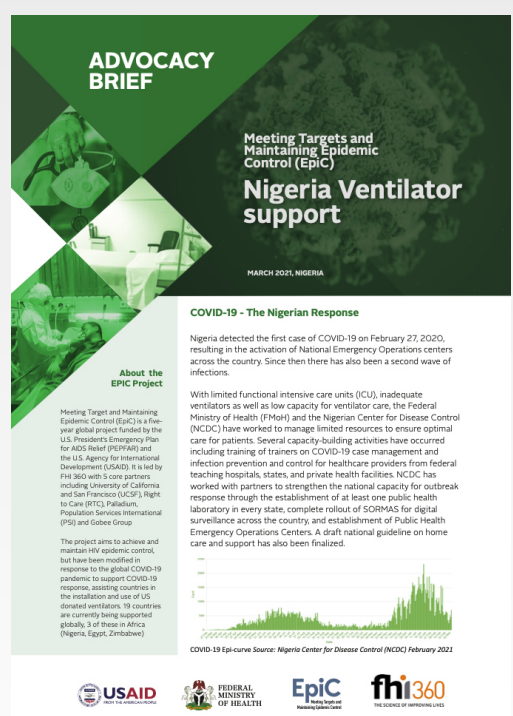 ADVOCACY
BRIEF
Meeting Targets and
Maintaining Epidemic
Control (EpiC)
Nigeria Ventilator
support
MARCH 2021, NIGERIA
COVID-19 - The Nigerian Response
Nigeria detected the first case of COVID-19 on February 27, 2020,
resulting in the activation of National Emergency Operations centers
across the country. Since then there has also been a second wave of
infections.
With limited functional intensive care units (ICU), inadequate
ventilators as well as low capacity for ventilator care, the Federal
Ministry of Health (FMoH) and the Nigerian Center for Disease Control
(NCDC) have worked to manage limited resources to ensure optimal
care for patients. Several capacity-building activities have occurred
including training of trainers on COVID-19 case management and
infection prevention and control for healthcare providers from federal
teaching hospitals, states, and private health facilities. NCDC has
worked with partners to strengthen the national capacity for outbreak
response through the establishment of at least one public health
laboratory in every state, complete rollout of SORMAS for digital
surveillance across the country, and establishment of Public Health
Emergency Operations Centers. A draft national guideline on home
care and support has also been finalized.
COVID-19 Epi-curve Source: Nigeria Center for Disease Control (NCDC) February 2021
About the
EPIC Project
Meeting Target and Maintaining
Epidemic Control (EpiC) is a five-
year global project funded by the
U.S. President's Emergency Plan
for AIDS Relief (PEPFAR) and
the U.S. Agency for International
Development (USAID). It is led by
FHI 360 with 5 core partners
including University of California
and San Francisco (UCSF), Right
to Care (RTC), Palladium,
Population Services International
(PSI) and Gobee Group
The project aims to achieve and
maintain HIV epidemic control,
but have been modified in
response to the global COVID-19
pandemic to support COVID-19
response, assisting countries in
the installation and use of US
donated ventilators. 19 countries
are currently being supported
globally, 3 of these in Africa
(Nigeria, Egypt, Zimbabwe)
USAID
FROM THE AMERICAN PEOPLE
FEDERAL
MINISTRY
OF HEALTH
EpiC
Meeting Targets and
Maintaining Epidemic Control
fhi360
THE SCIENCE OF IMPROVING LIVES